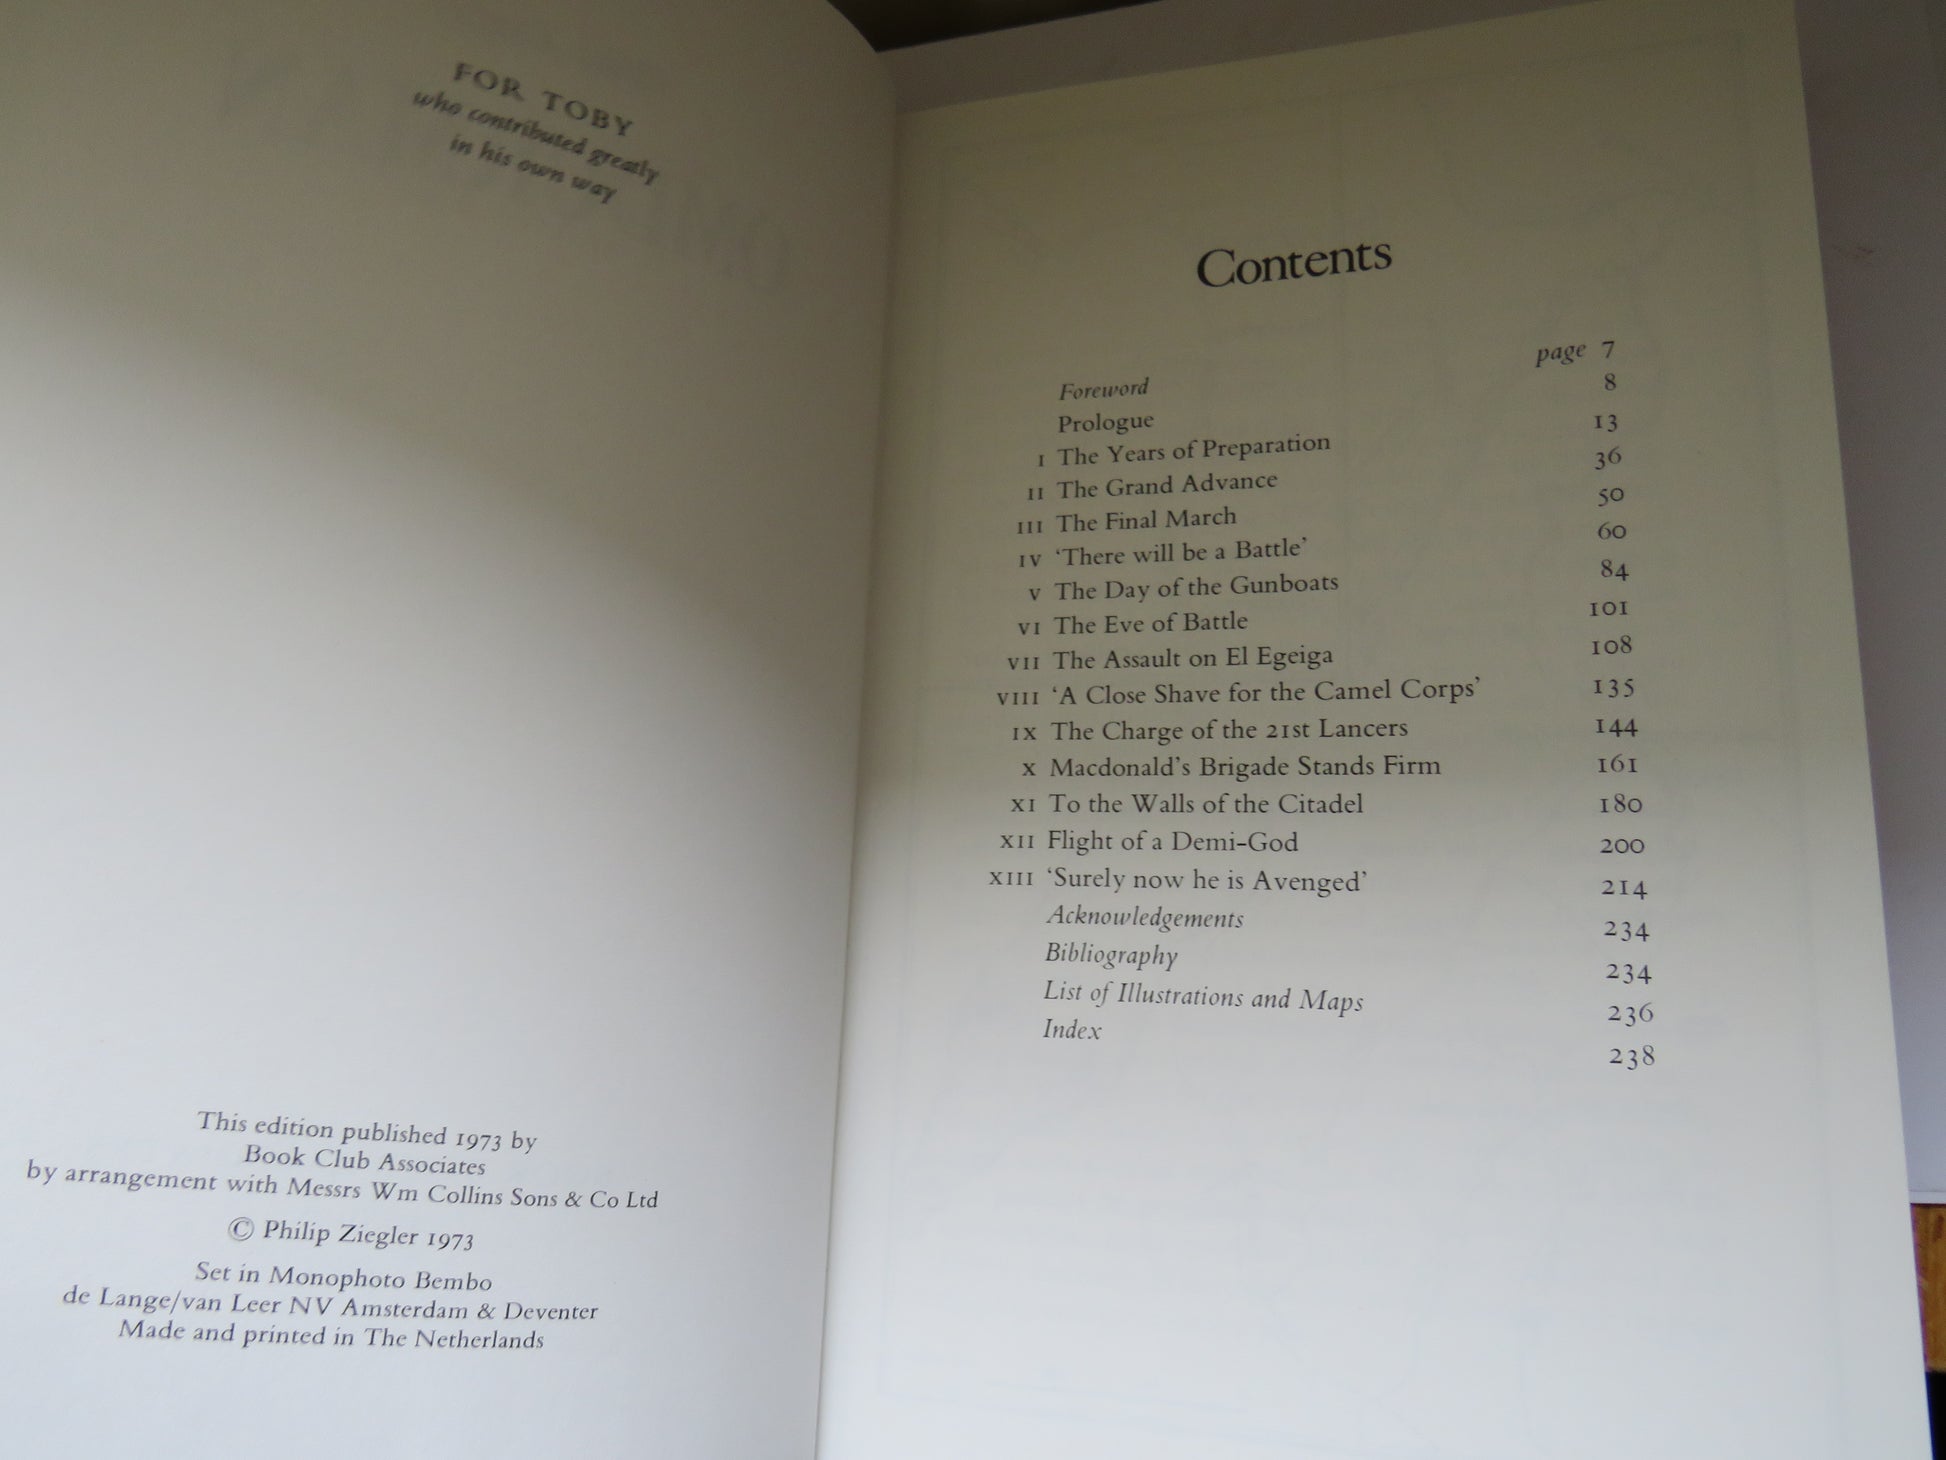 FOR TOBY
who contributed greatly
in his own way
This edition published 1973 by
Book Club Associates
by arrangement with Messrs Wm Collins Sons & Co Ltd
© Philip Ziegler 1973
Set in Monophoto Bembo
de Lange/van Leer NV Amsterdam & Deventer
Made and printed in The Netherlands
Contents
Foreword page 7
Prologue 8
I The Years of Preparation 13
II The Grand Advance 36
III The Final March 50
IV ‘There will be a Battle’ 60
V The Day of the Gunboats 84
VI The Eve of Battle 101
VII The Assault on El Egeiga 108
VIII ‘A Close Shave for the Camel Corps’ 135
IX The Charge of the 21st Lancers 144
X Macdonald’s Brigade Stands Firm 161
XI To the Walls of the Citadel 180
XII Flight of a Demi-God 200
XIII ‘Surely now he is Avenged’ 214
Acknowledgements 234
Bibliography 234
List of Illustrations and Maps 236
Index 238